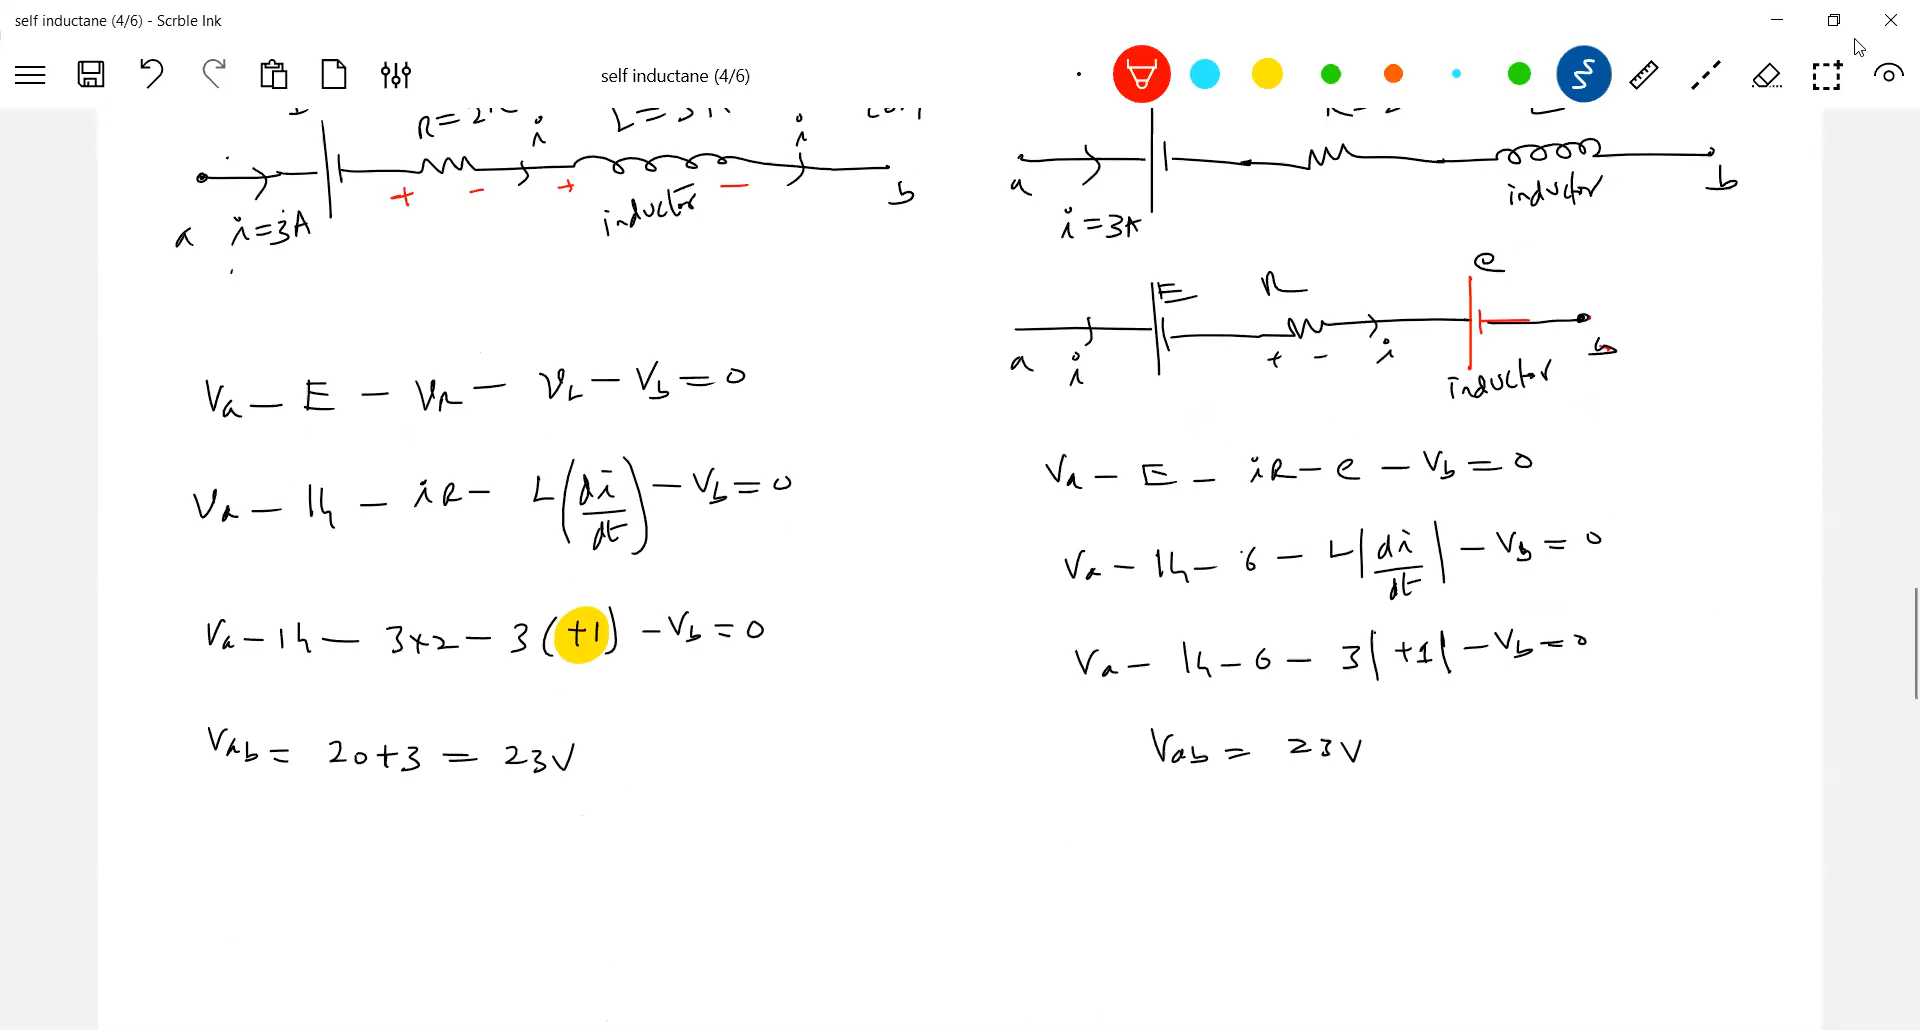 self inductane (4/6) - Scrble Ink
self inductane (4/6)
i
i
+ - + -
a i = 3A inductor b
Va - E - VR - VL - Vb = 0
Va - 14 - iR - L(di/dt) - Vb = 0
Va - 14 - 3×2 - 3(+1) - Vb = 0
Vab = 20+3 = 23V
a i = 3A inductor b
E R e
a i + - i b
inductor
Va - E - iR - e - Vb = 0
Va - 14 - 6 - L|di/dt| - Vb = 0
Va - 14 - 6 - 3|+1| - Vb = 0
Vab = 23V